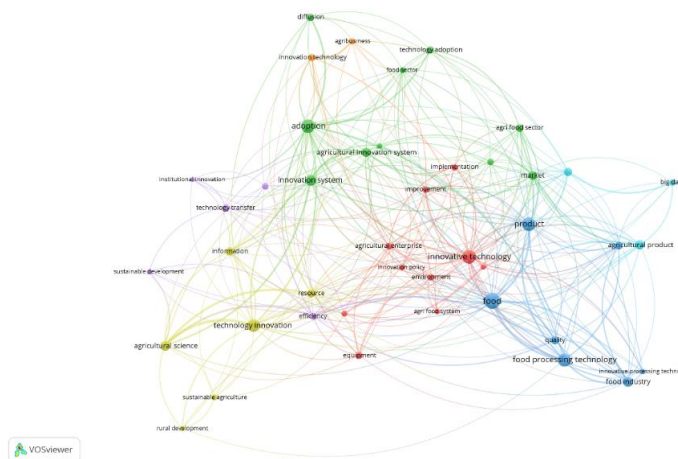 diffusion
agribusiness
innovation technology
technology adoption
food sector
adoption
agri food sector
agricultural innovation system
implementation
market
institutional innovation
innovation system
big da
improvement
technology transfer
product
agricultural enterprise
agricultural product
information
innovative technology
innovation policy
sustainable development
environment
resource
food
efficiency
agri food system
technology innovation
quality
agricultural science
equipment
food processing technology
innovative processing techn
food industry
sustainable agriculture
rural development
VOSviewer